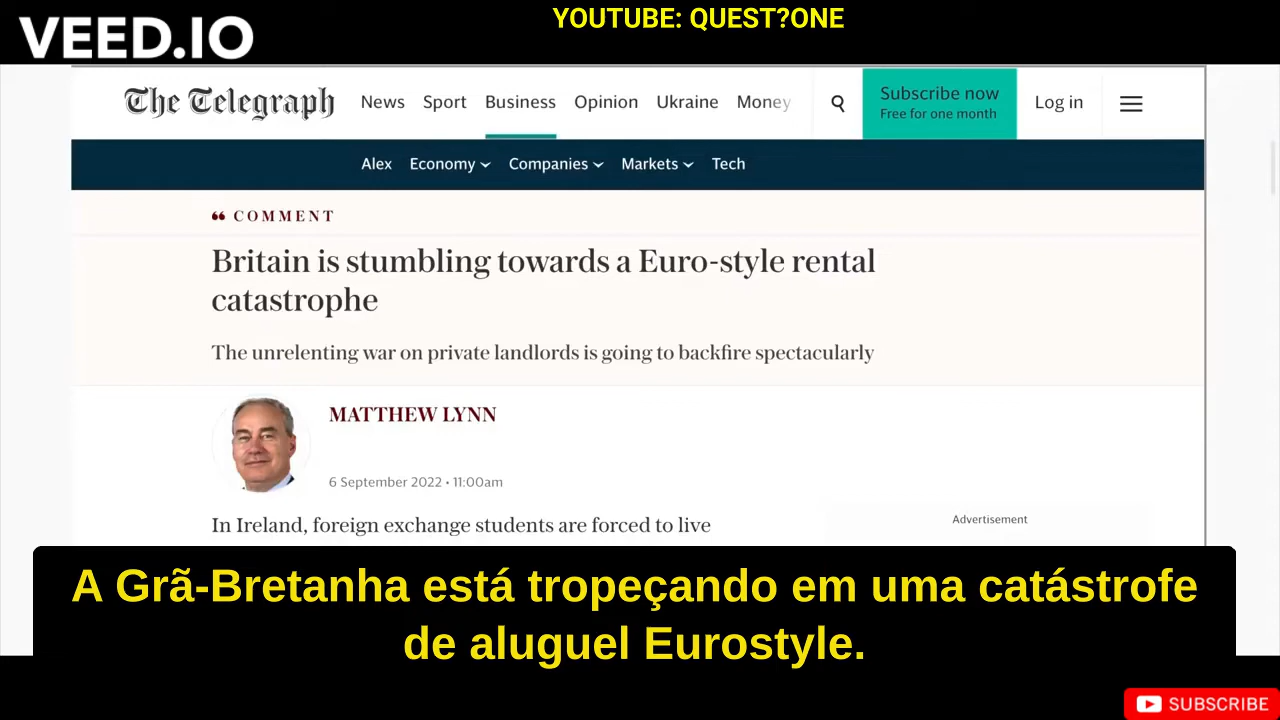 VEED.IO
YOUTUBE: QUEST?ONE
The Telegraph News Sport Business Opinion Ukraine Money Subscribe now Log in
Free for one month
Alex Economy Companies Markets Tech
❝ COMMENT
Britain is stumbling towards a Euro-style rental
catastrophe
The unrelenting war on private landlords is going to backfire spectacularly
MATTHEW LYNN
6 September 2022 • 11:00am
In Ireland, foreign exchange students are forced to live
Advertisement
A Grã-Bretanha está tropeçando em uma catástrofe
de aluguel Eurostyle.
SUBSCRIBE